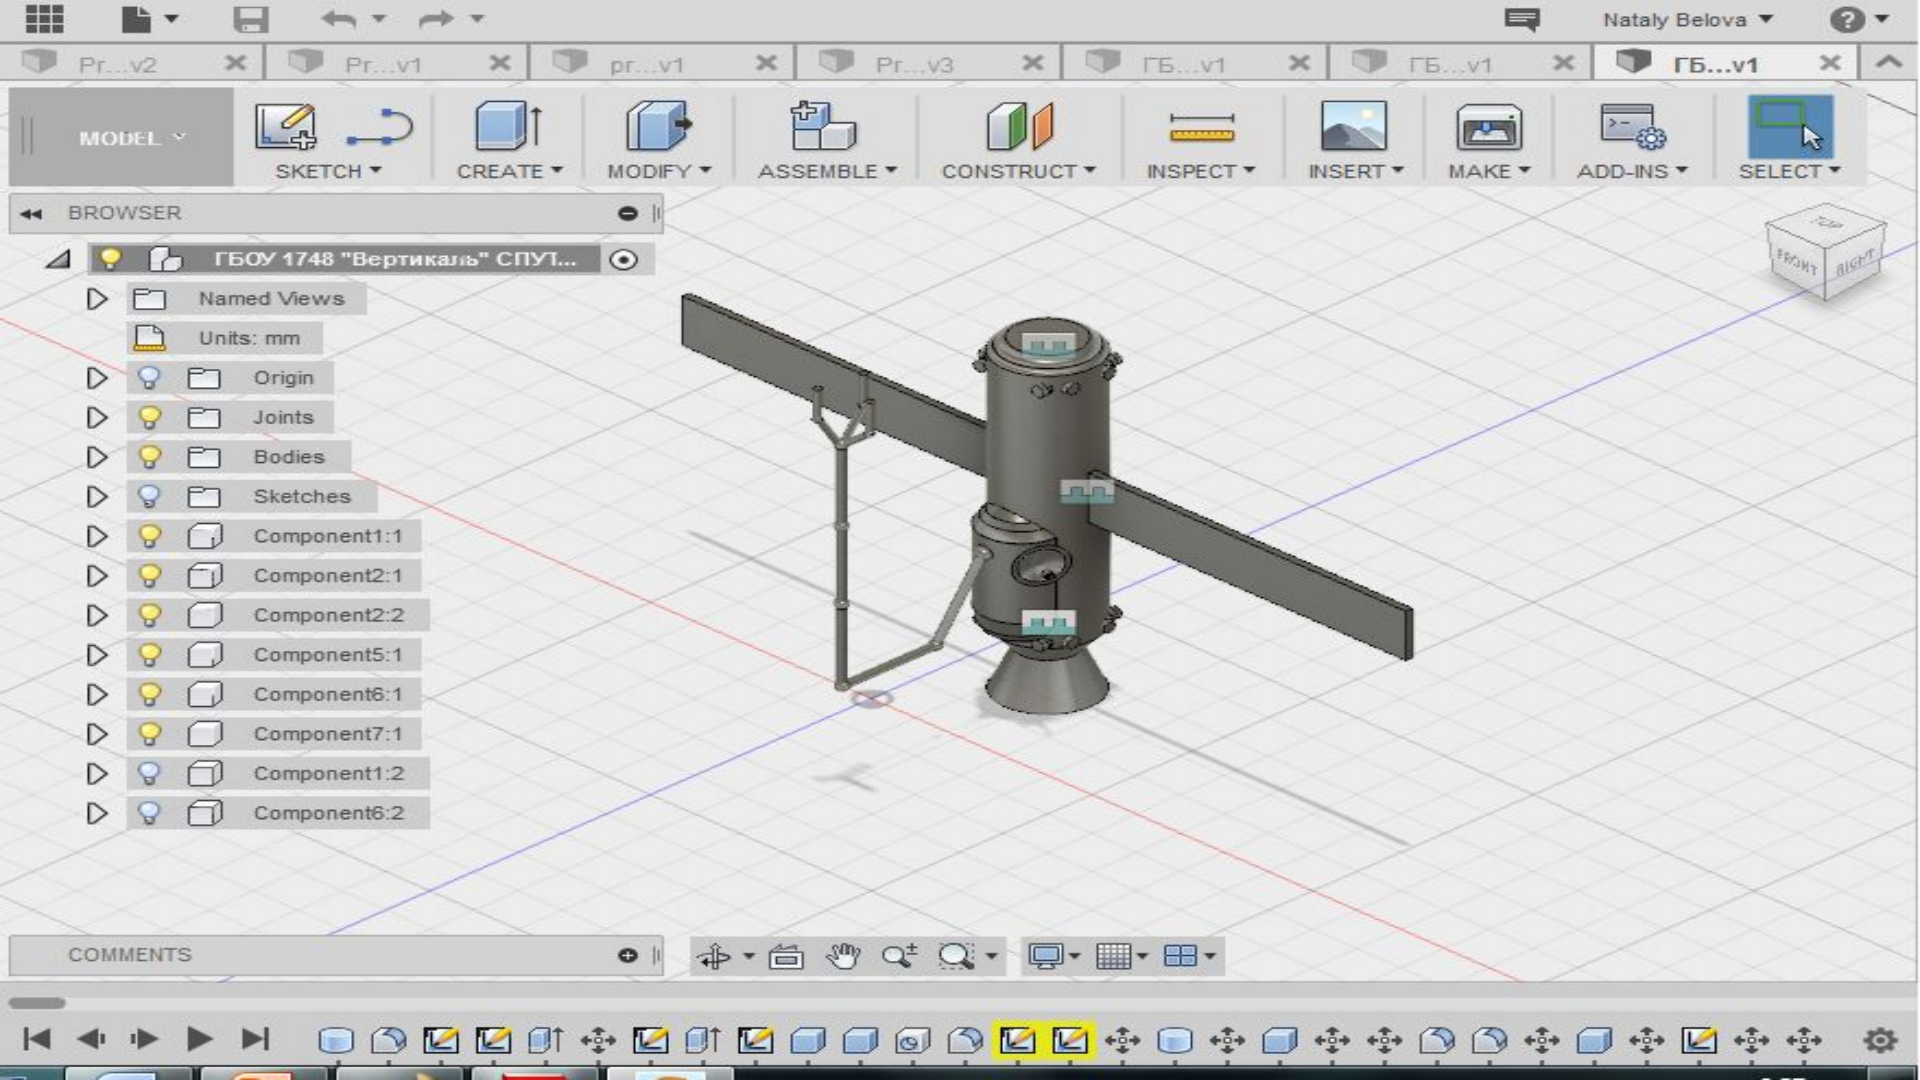 Nataly Belova
Pr...v2
Pr...v1
pr...v1
Pr...v3
ГБ...v1
ГБ...v1
ГБ...v1
MODEL
SKETCH
CREATE
MODIFY
ASSEMBLE
CONSTRUCT
INSPECT
INSERT
MAKE
ADD-INS
SELECT
BROWSER
ГБОУ 1748 "Вертикаль" СПУТ...
Named Views
Units: mm
Origin
Joints
Bodies
Sketches
Component1:1
Component2:1
Component2:2
Component5:1
Component6:1
Component7:1
Component1:2
Component6:2
TOP
FRONT
RIGHT
COMMENTS